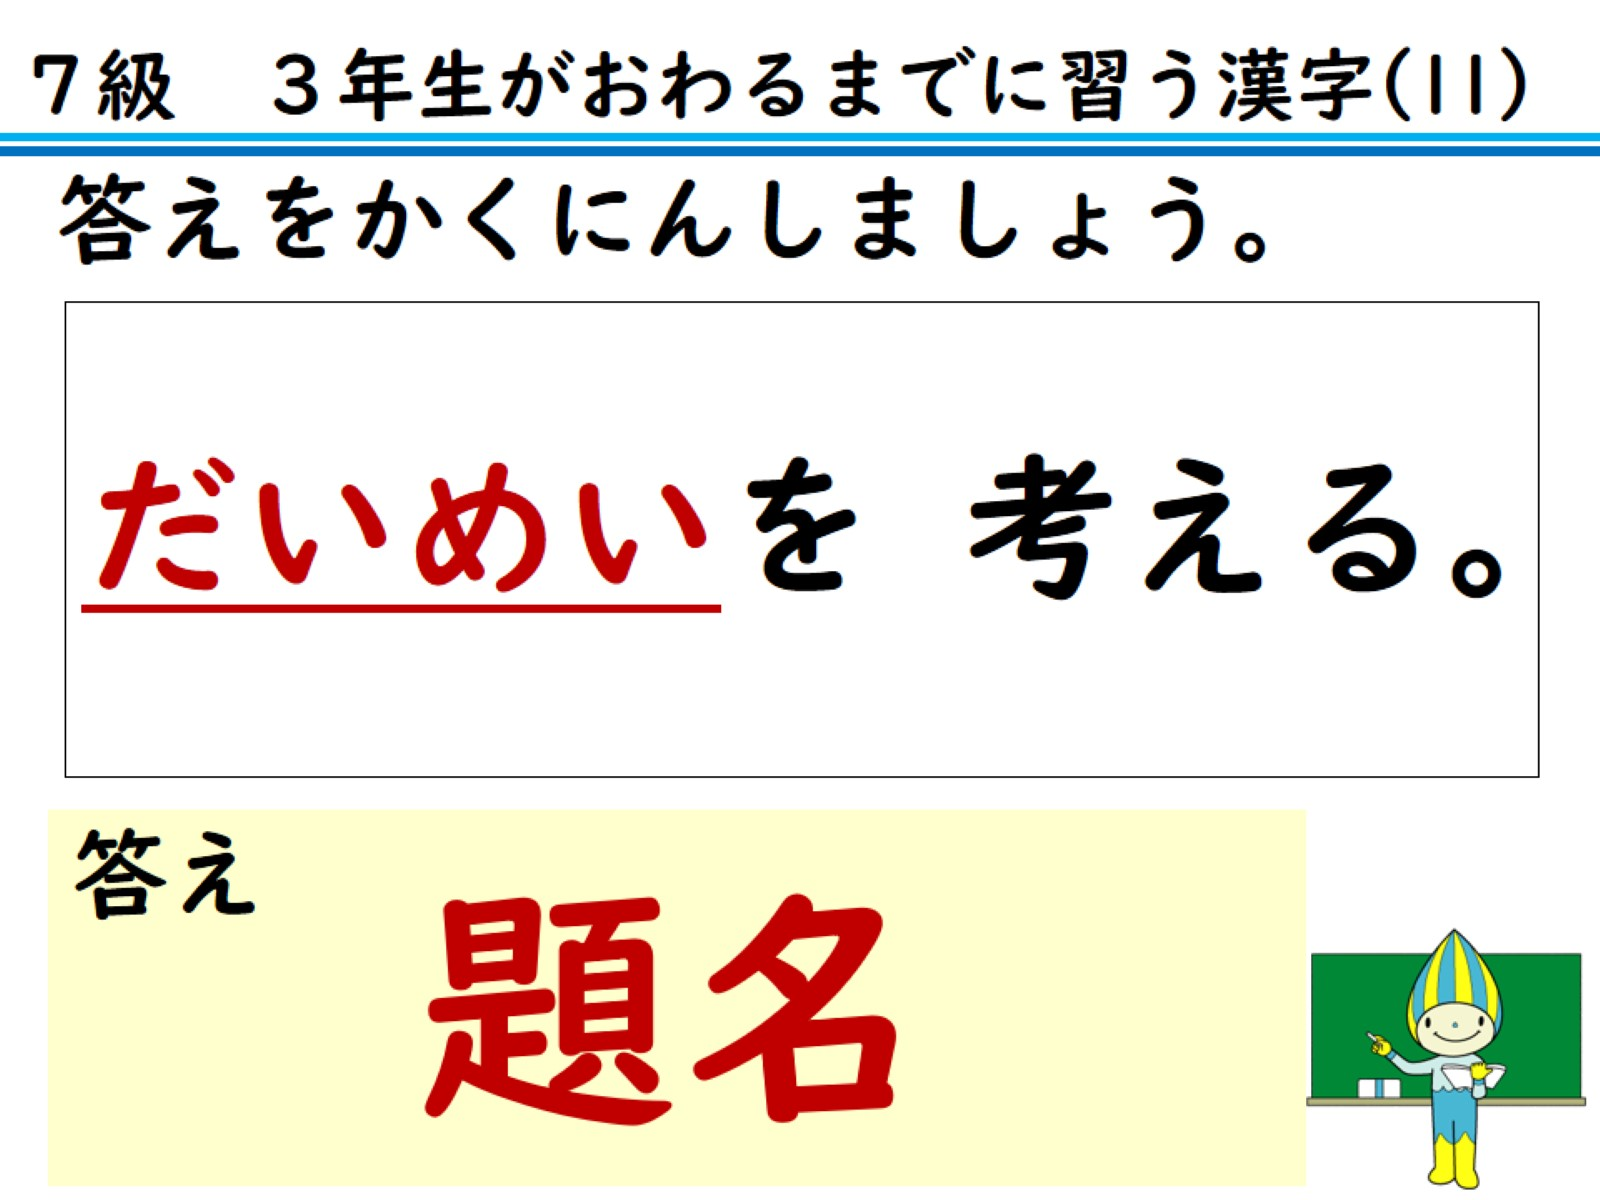 ７級　３年生がおわるまでに習う漢字(11)
答えをかくにんしましょう。
だいめいを 考える。
答え
題名